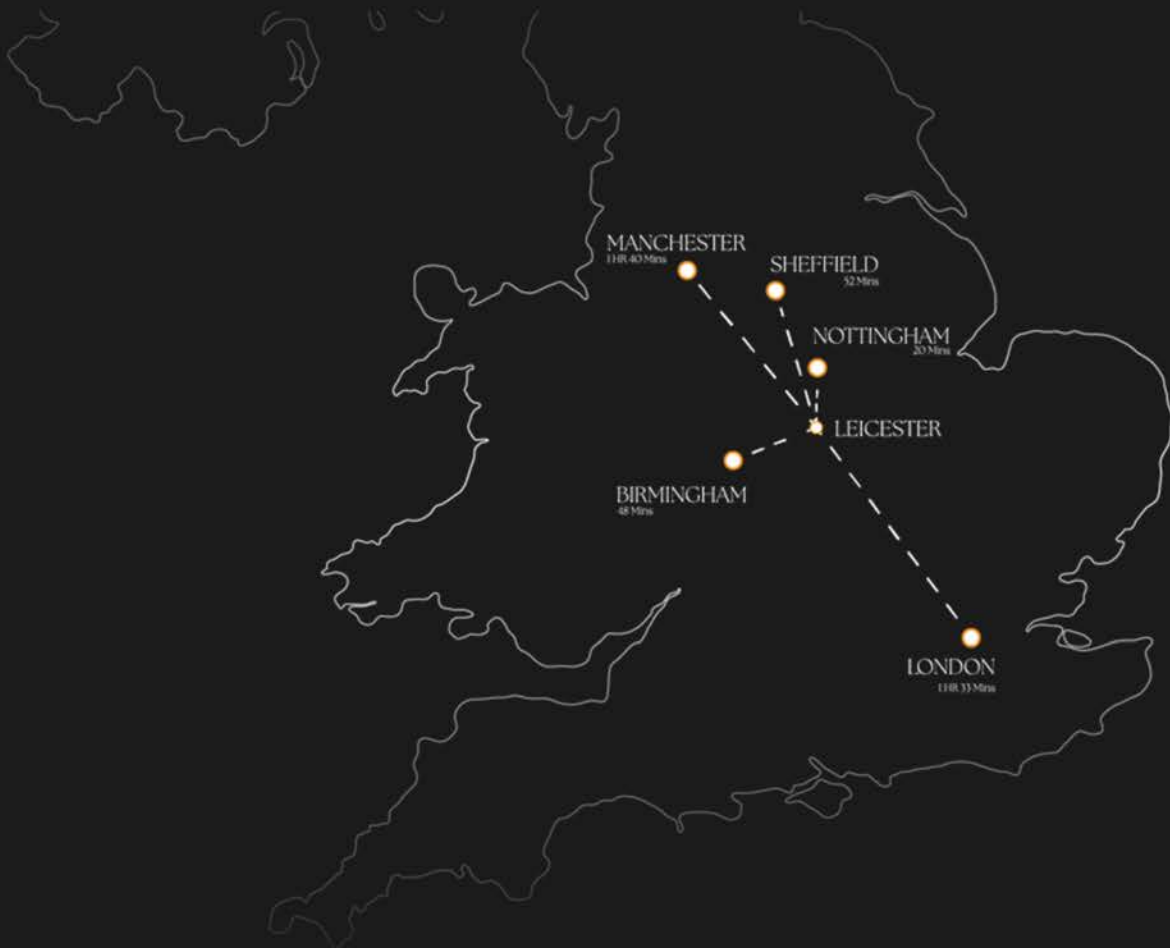 MANCHESTER
1 HR 40 Mins
SHEFFIELD
52 Mins
NOTTINGHAM
20 Mins
LEICESTER
BIRMINGHAM
48 Mins
LONDON
1 HR 33 Mins